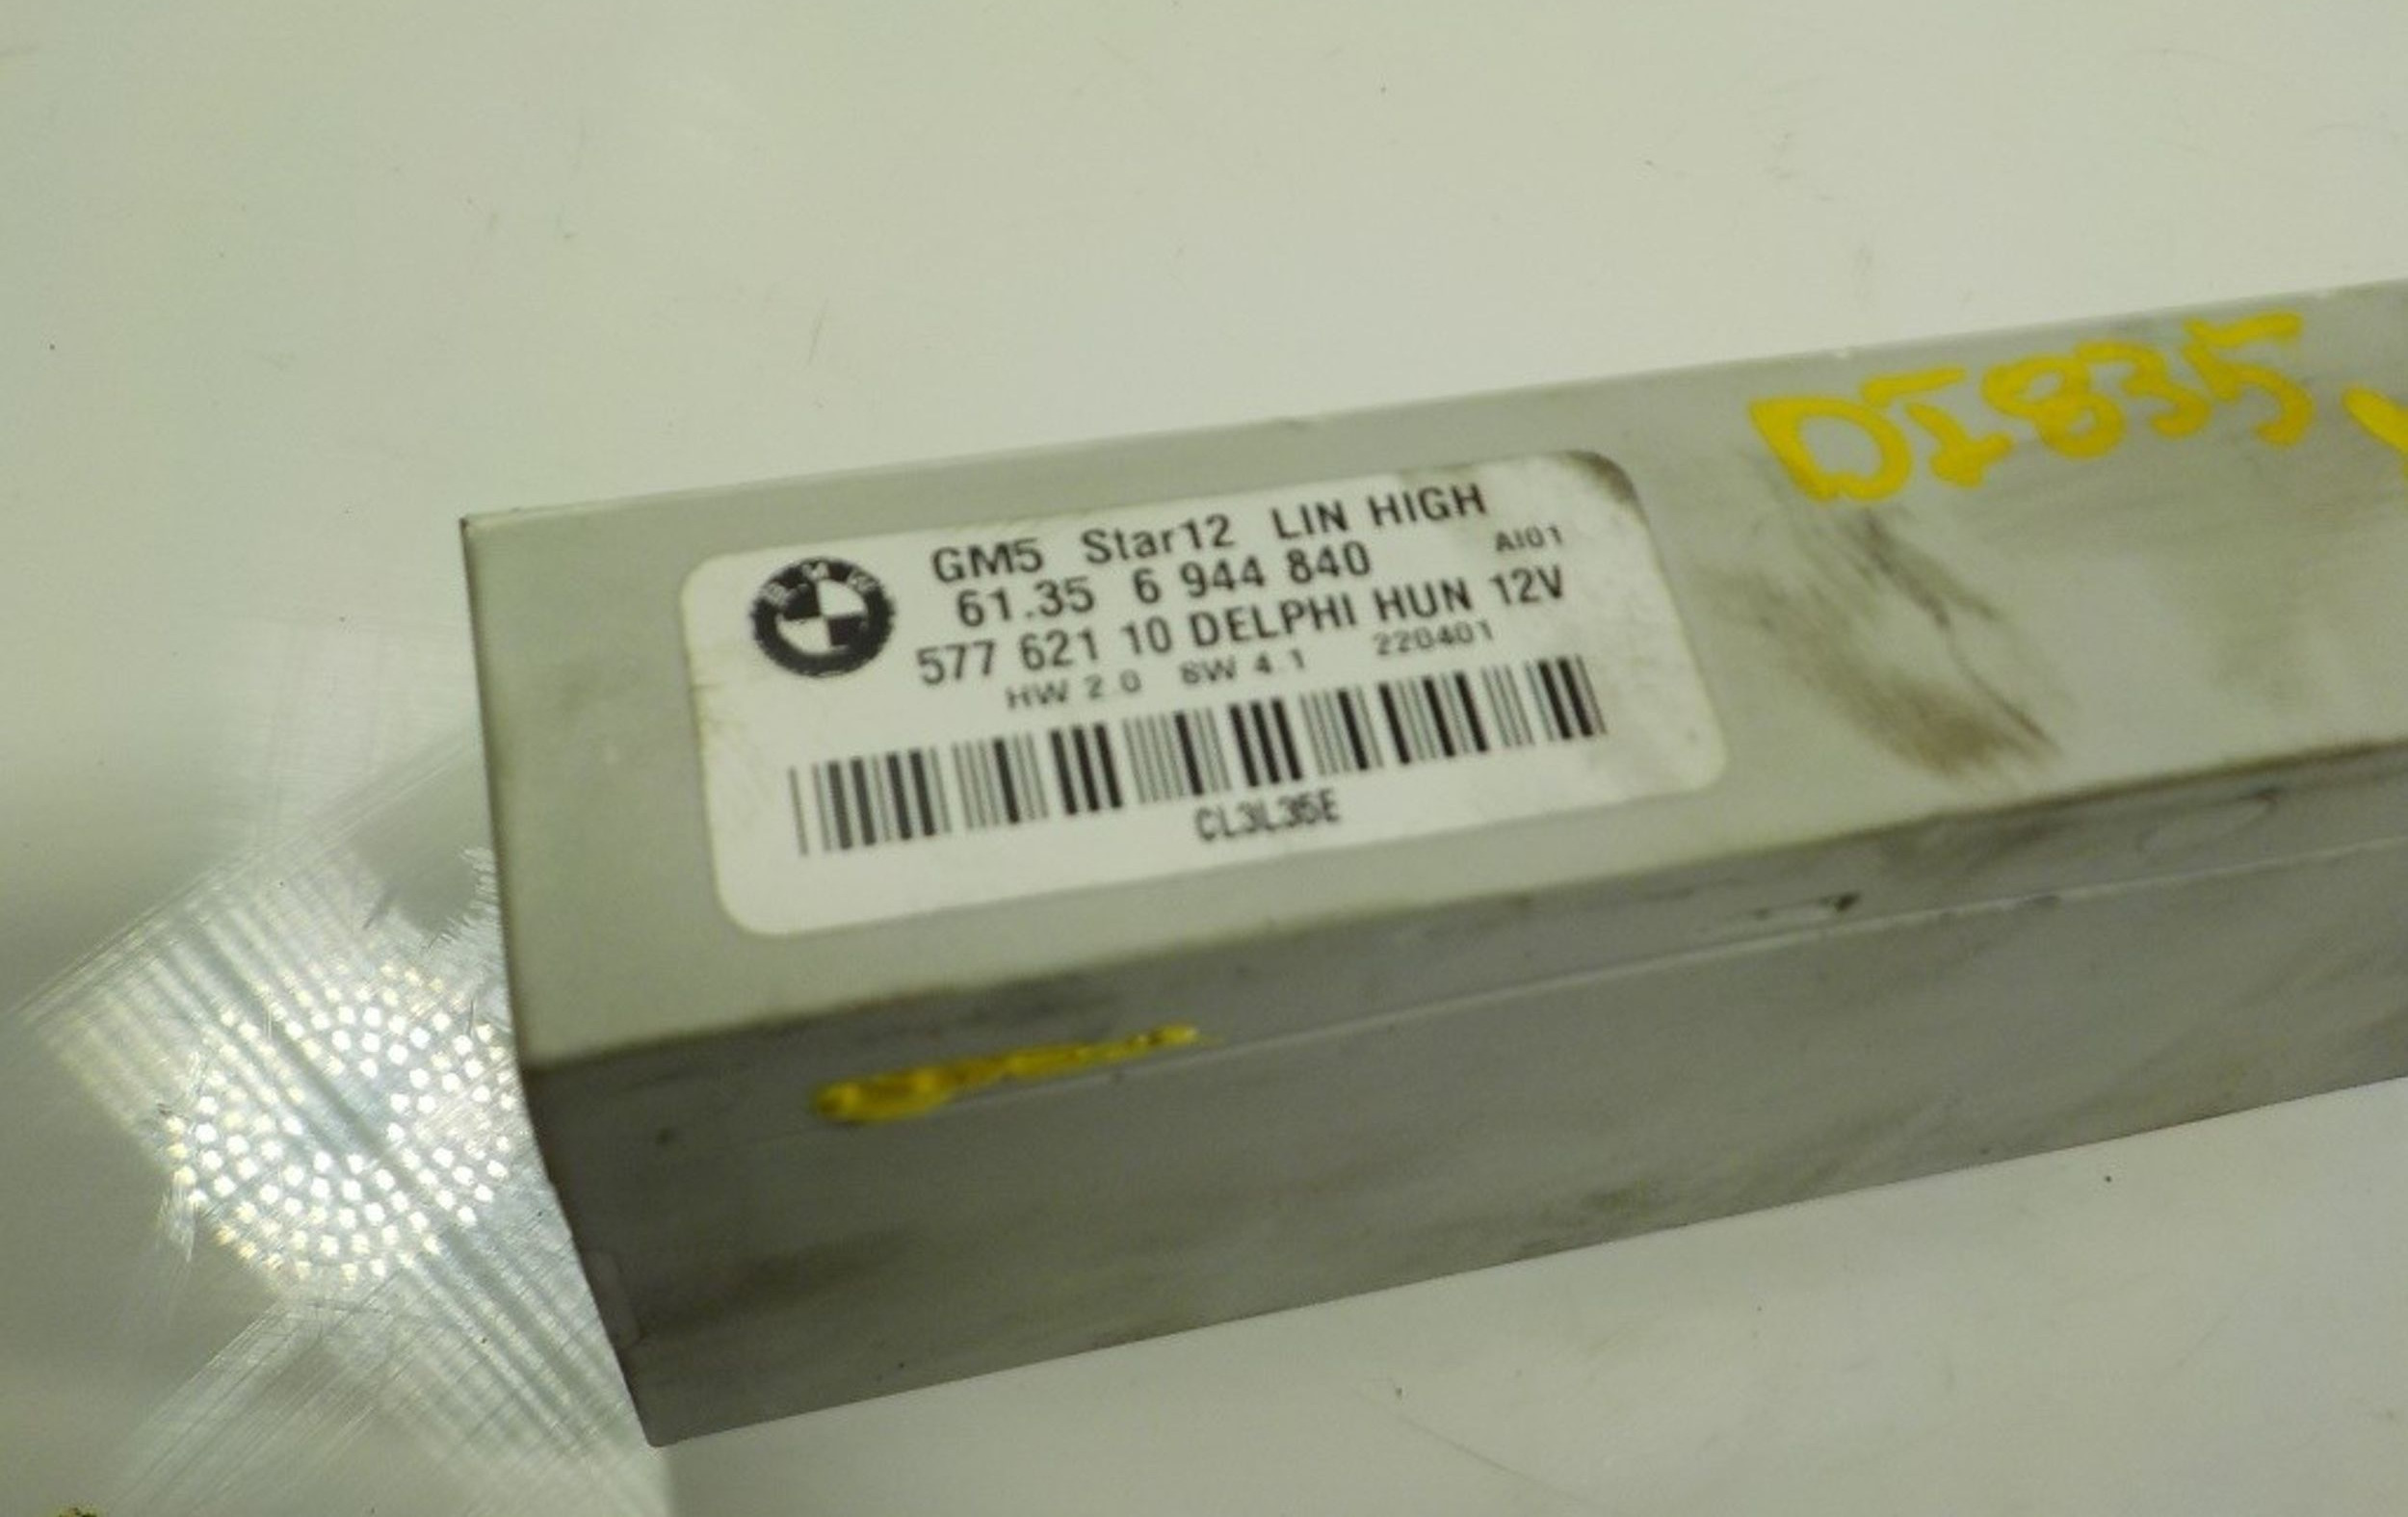 GM5 Star12 LIN HIGH
61.35 6 944 840 AI01
577 621 10 DELPHI HUN 12V
HW 2.0 SW 4.1 220401
CL3L35E
DI835